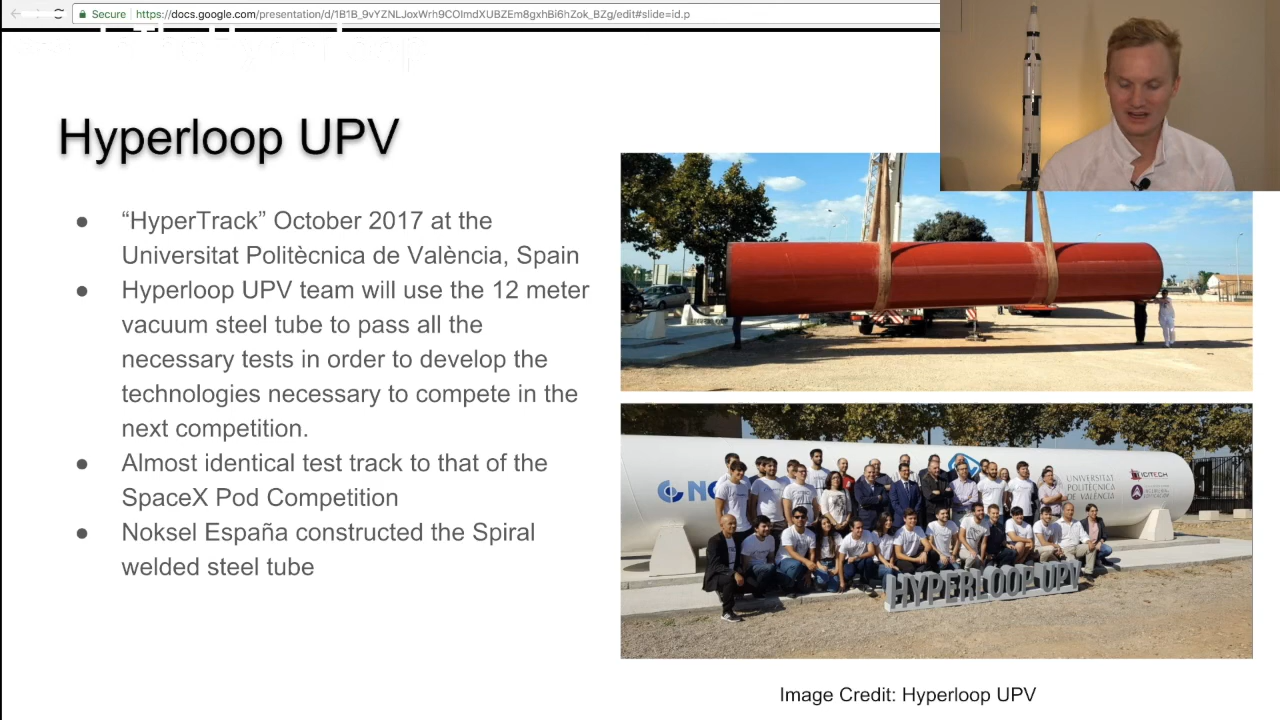 Secure
https://docs.google.com/presentation/d/1B1B_9vYZNLJoxWrh9COImdXUBZEm8gxhBi6hZok_BZg/edit#slide=id.p
Hyperloop UPV
● “HyperTrack” October 2017 at the
Universitat Politècnica de València, Spain
● Hyperloop UPV team will use the 12 meter
vacuum steel tube to pass all the
necessary tests in order to develop the
technologies necessary to compete in the
next competition.
● Almost identical test track to that of the
SpaceX Pod Competition
● Noksel España constructed the Spiral
welded steel tube
UNIVERSITAT
POLITÈCNICA
DE VALÈNCIA
ICITECH
HYPERLOOP UPV
Image Credit: Hyperloop UPV